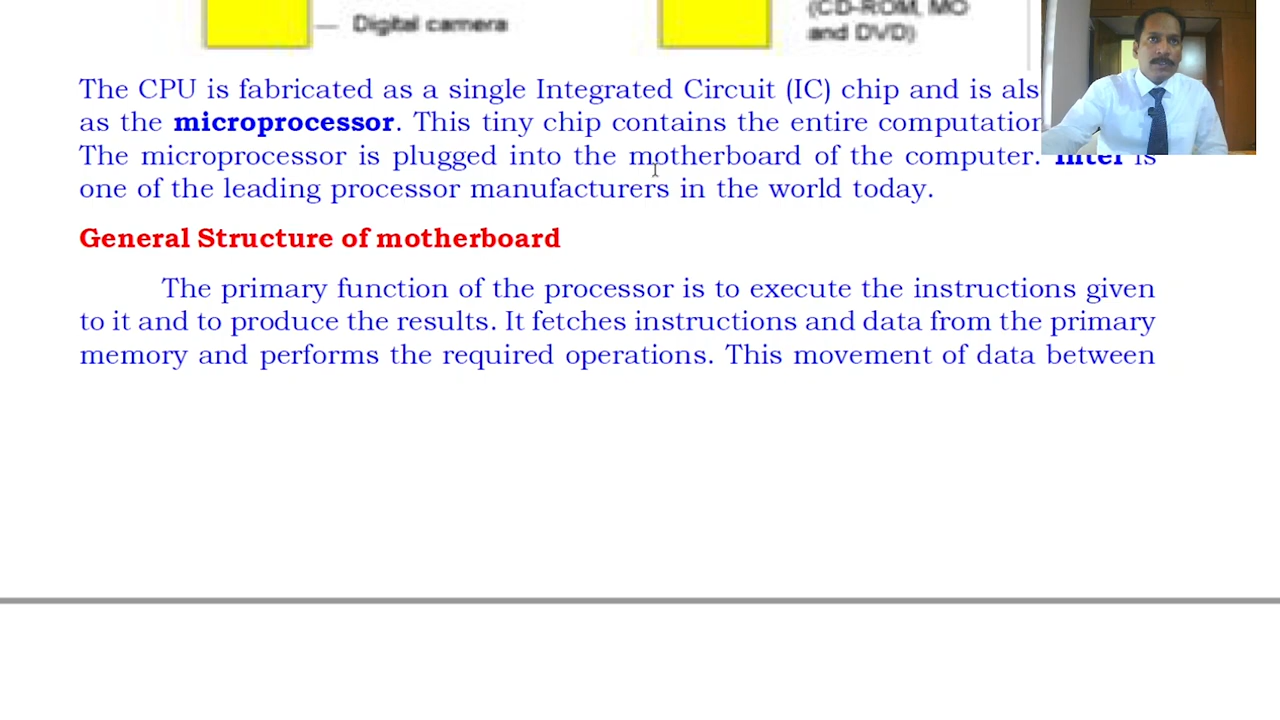 Digital camera
(CD-ROM, MO
and DVD)
The CPU is fabricated as a single Integrated Circuit (IC) chip and is als
as the microprocessor. This tiny chip contains the entire computation
The microprocessor is plugged into the motherboard of the computer. Intel is
one of the leading processor manufacturers in the world today.
General Structure of motherboard
The primary function of the processor is to execute the instructions given
to it and to produce the results. It fetches instructions and data from the primary
memory and performs the required operations. This movement of data between